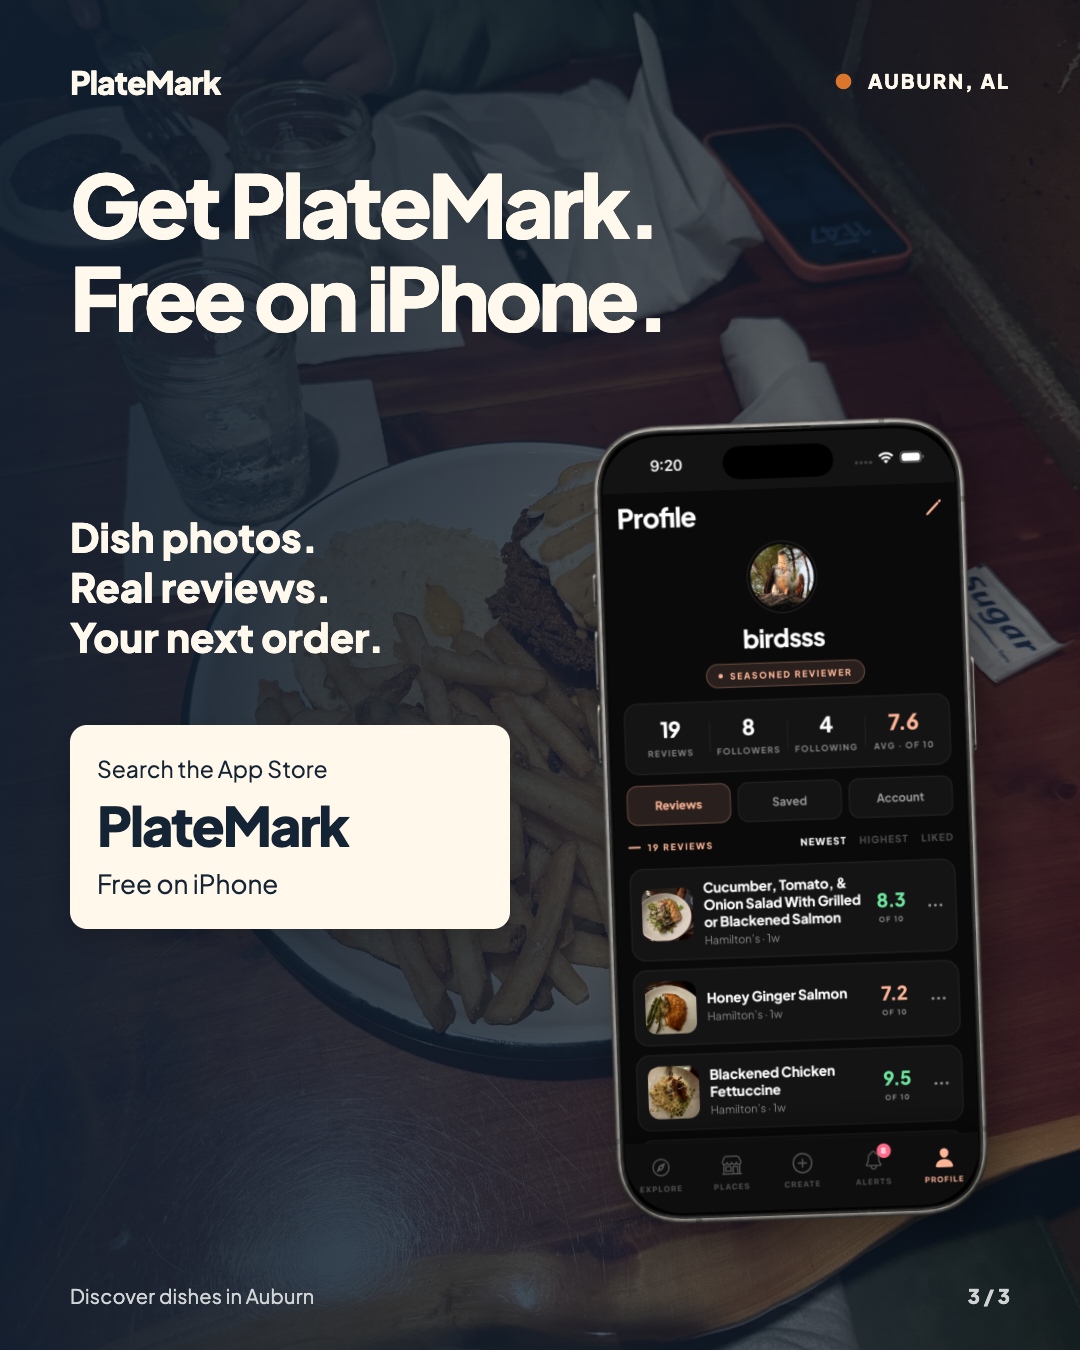 PlateMark
AUBURN, AL
Get PlateMark.
Free on iPhone.
Dish photos.
Real reviews.
Your next order.
Search the App Store
PlateMark
Free on iPhone
9:20
Profile
birdsss
SEASONED REVIEWER
19 8 4 7.6
REVIEWS FOLLOWERS FOLLOWING AVG · OF 10
Reviews Saved Account
19 REVIEWS NEWEST HIGHEST LIKED
Cucumber, Tomato, &
Onion Salad With Grilled
or Blackened Salmon
Hamilton's · 1w
8.3
OF 10
Honey Ginger Salmon
Hamilton's · 1w
7.2
OF 10
Blackened Chicken
Fettuccine
Hamilton's · 1w
9.5
OF 10
EXPLORE PLACES CREATE ALERTS PROFILE
Sugar
Discover dishes in Auburn
3 / 3